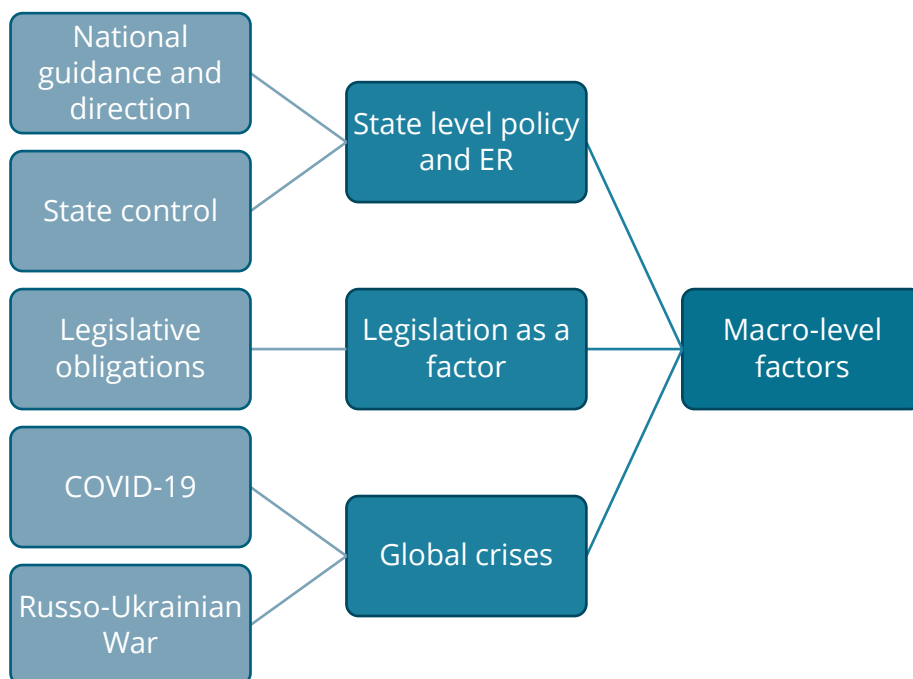 National
guidance and
direction
State control
Legislative
obligations
COVID-19
Russo-Ukrainian
War
State level policy
and ER
Legislation as a
factor
Global crises
Macro-level
factors